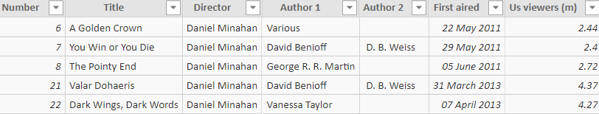 Number Title Director Author 1 Author 2 First aired Us viewers (m)
6 A Golden Crown Daniel Minahan Various 22 May 2011 2.44
7 You Win or You Die Daniel Minahan David Benioff D. B. Weiss 29 May 2011 2.4
8 The Pointy End Daniel Minahan George R. R. Martin 05 June 2011 2.72
21 Valar Dohaeris Daniel Minahan David Benioff D. B. Weiss 31 March 2013 4.37
22 Dark Wings, Dark Words Daniel Minahan Vanessa Taylor 07 April 2013 4.27